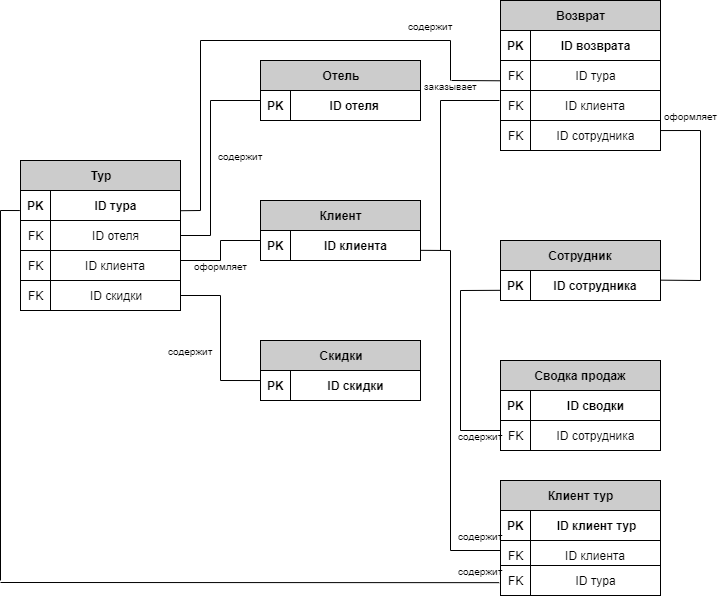 Возврат
PK ID возврата
FK ID тура
FK ID клиента
FK ID сотрудника
содержит
заказывает
оформляет
Отель
PK ID отеля
содержит
Тур
PK ID тура
FK ID отеля
FK ID клиента
FK ID скидки
Клиент
PK ID клиента
оформляет
Сотрудник
PK ID сотрудника
содержит
Скидки
PK ID скидки
Сводка продаж
PK ID сводки
FK ID сотрудника
содержит
Клиент тур
PK ID клиент тур
FK ID клиента
FK ID тура
содержит
содержит